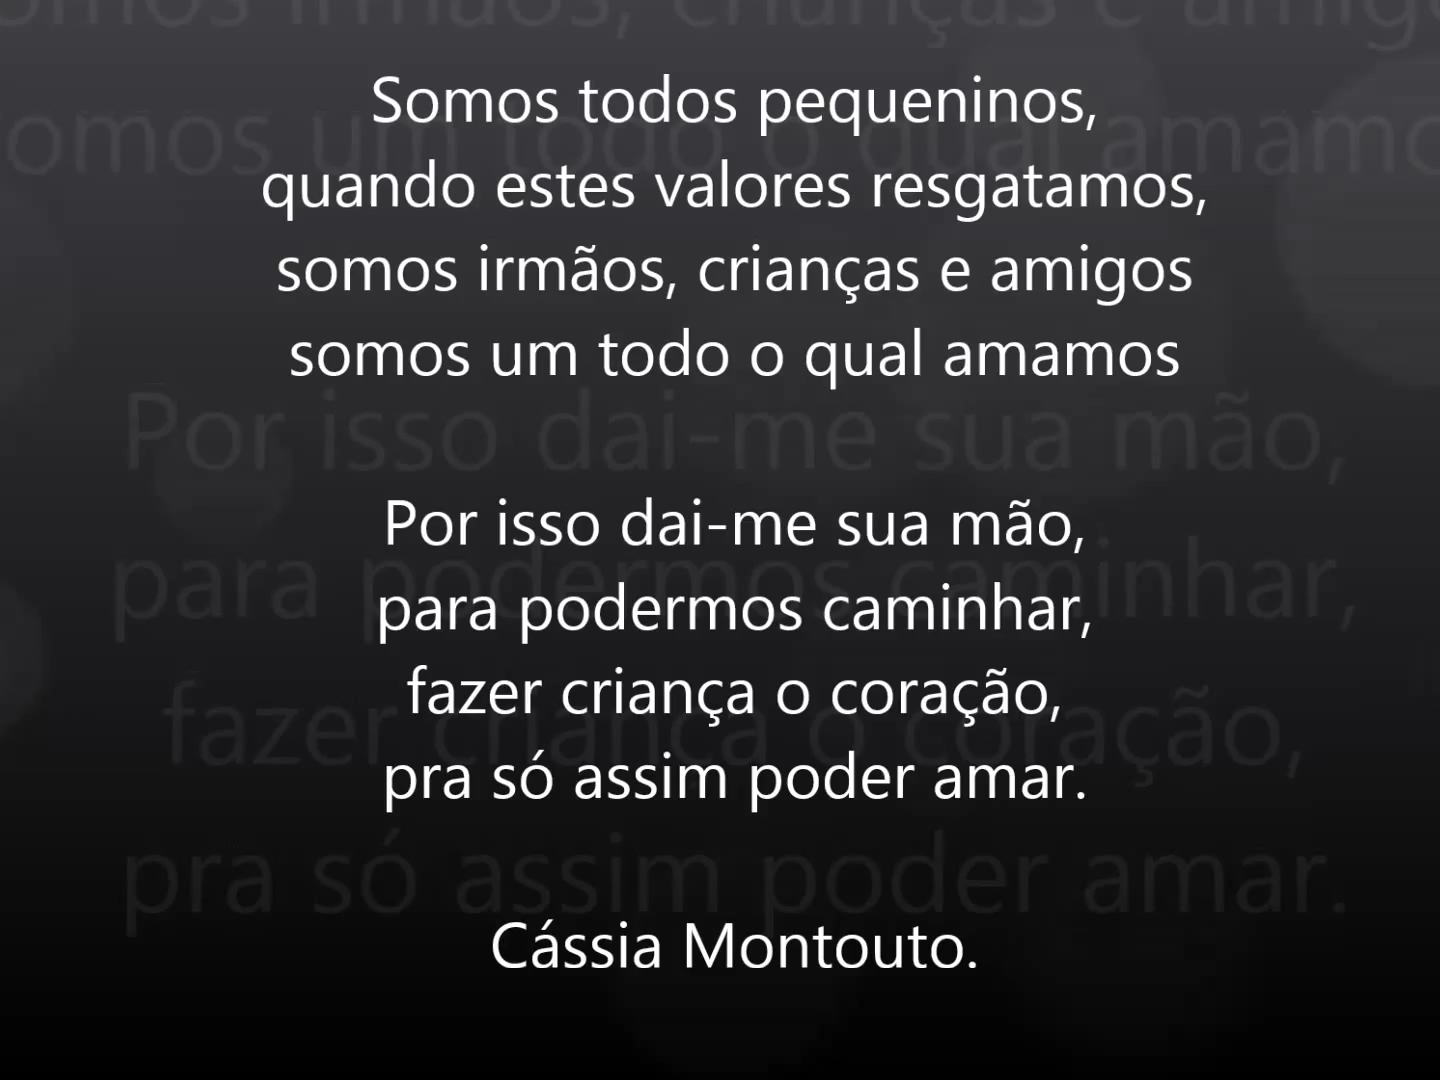 Somos todos pequeninos,
quando estes valores resgatamos,
somos irmãos, crianças e amigos
somos um todo o qual amamos
Por isso dai-me sua mão,
para podermos caminhar,
fazer criança o coração,
pra só assim poder amar.
Cássia Montouto.